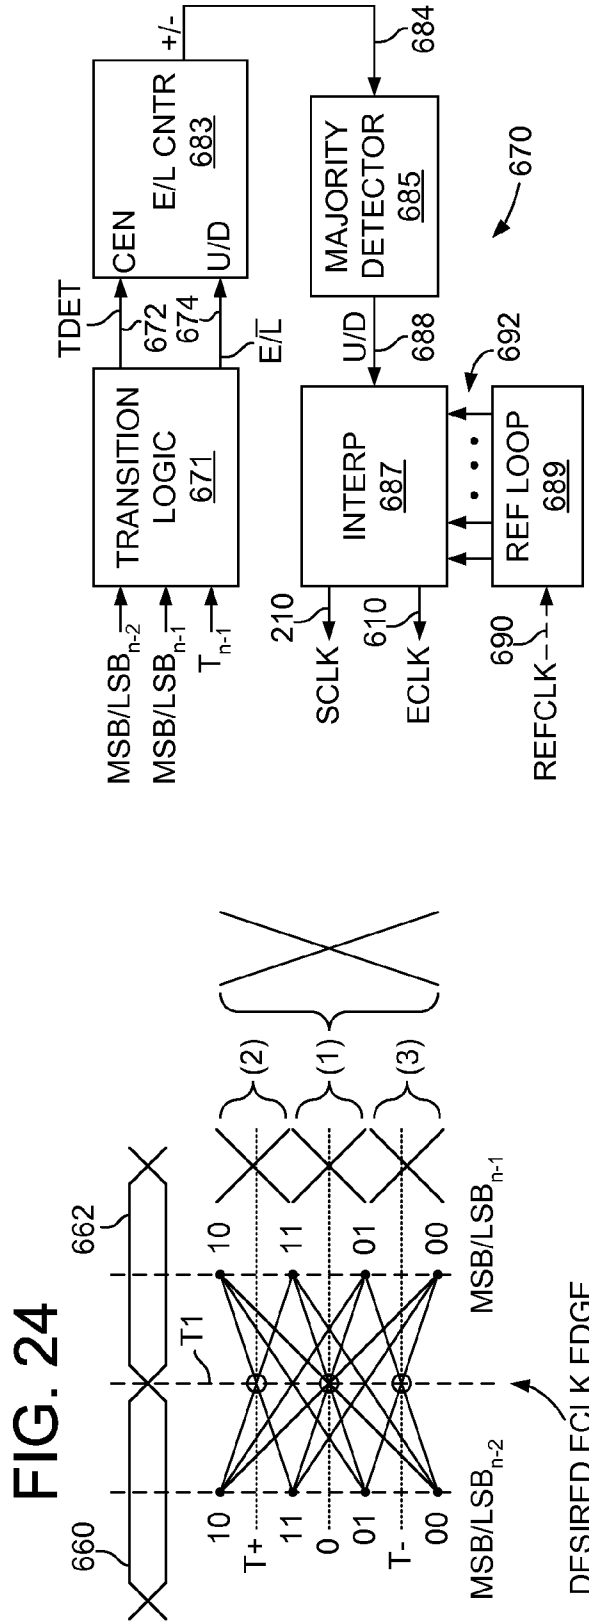 FIG. 24
660
662
T1
10
T+
11
0
01
T-
00
MSB/LSBn-2
10
11
01
00
MSB/LSBn-1
(2)
(1)
(3)
DESIRED ECLK EDGE
MSB/LSBn-2
MSB/LSBn-1
Tn-1
TRANSITION
LOGIC
671
TDET
672
674
E/L̅
CEN
U/D
E/L CNTR
683
+/-
684
MAJORITY
DETECTOR
685
U/D
688
INTERP
687
SCLK
210
ECLK
610
692
REF LOOP
689
REFCLK
690
670